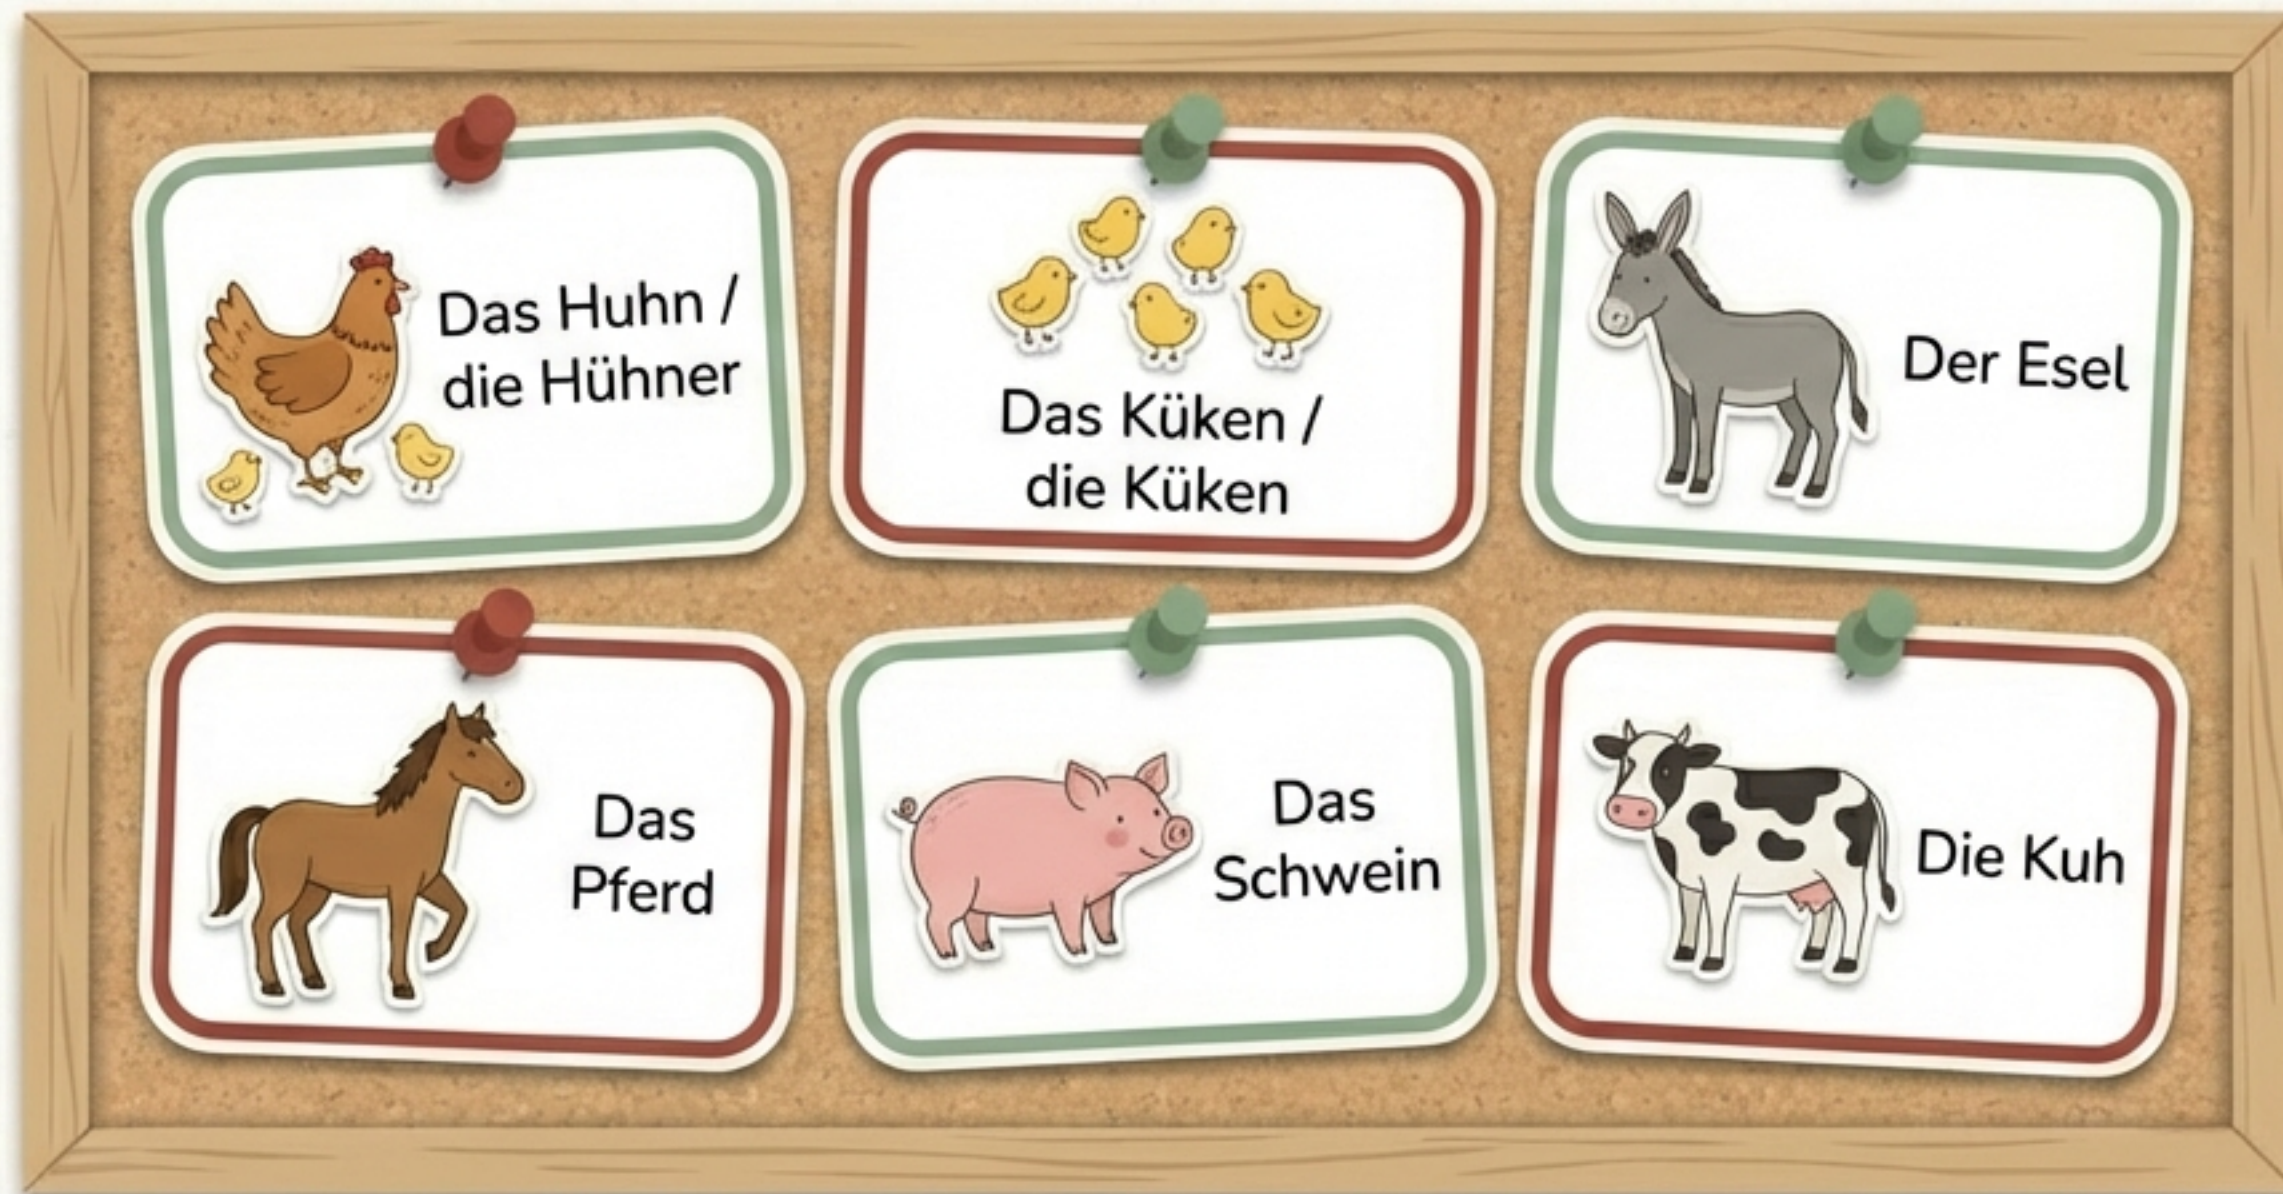 Das Huhn /
die Hühner
Das Küken /
die Küken
Der Esel
Das
Pferd
Das
Schwein
Die Kuh